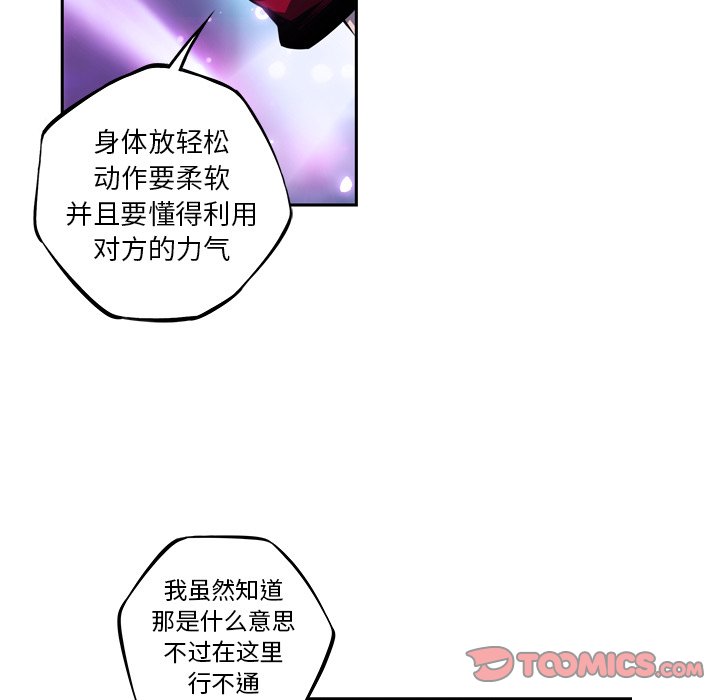 身体放轻松
动作要柔软
并且要懂得利用
对方的力气
我虽然知道
那是什么意思
不过在这里
行不通
TOOMICS.COM